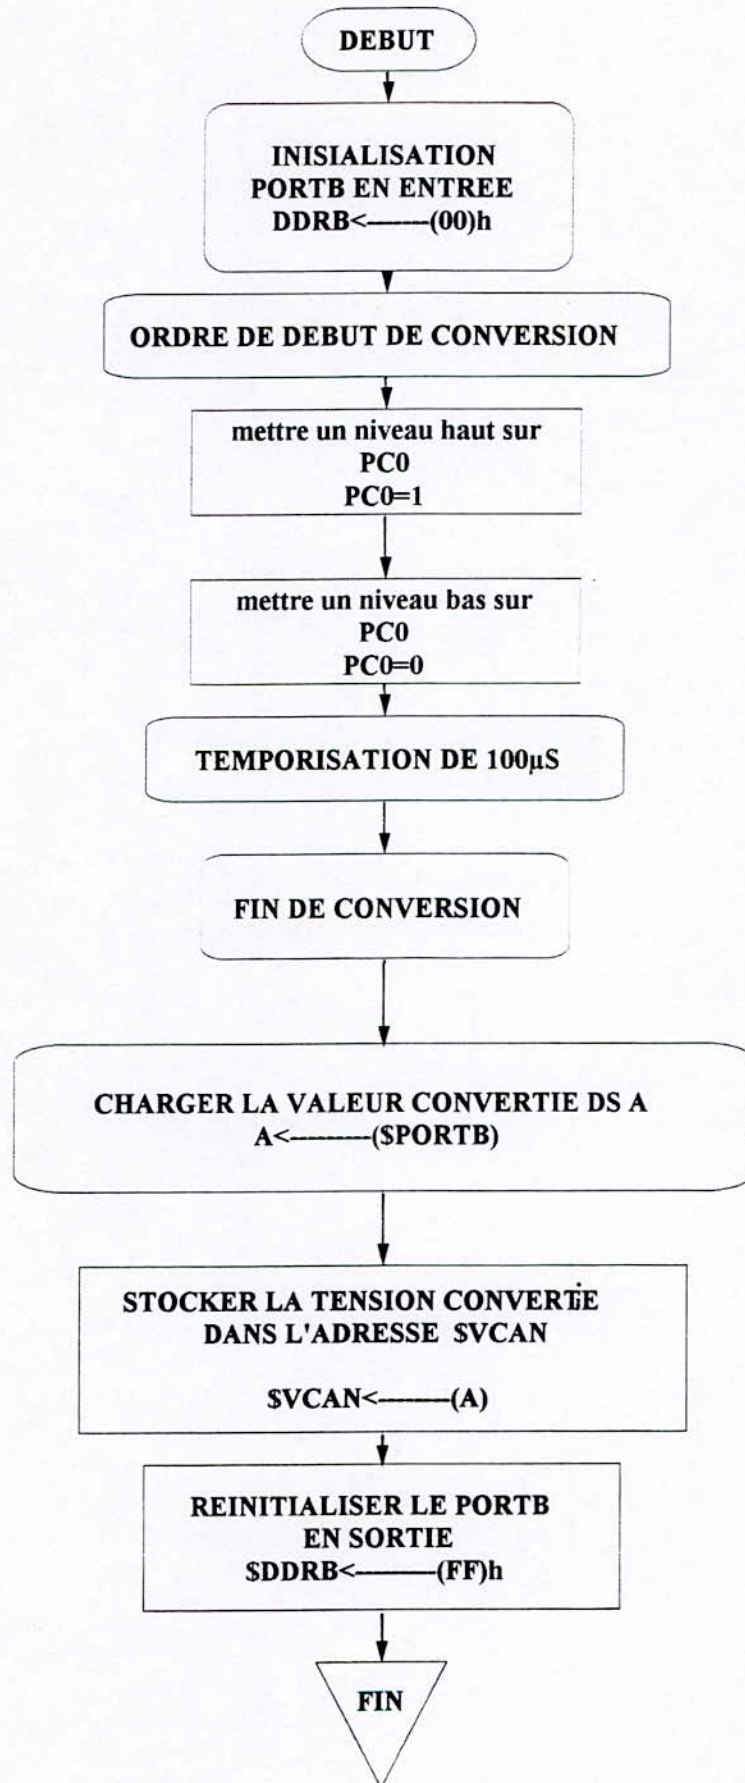 DEBUT
INISIALISATION
PORTB EN ENTREE
DDRB<-------(00)h
ORDRE DE DEBUT DE CONVERSION
mettre un niveau haut sur
PC0
PC0=1
mettre un niveau bas sur
PC0
PC0=0
TEMPORISATION DE 100µS
FIN DE CONVERSION
CHARGER LA VALEUR CONVERTIE DS A
A<---------($PORTB)
STOCKER LA TENSION CONVERTIE
DANS L'ADRESSE $VCAN
$VCAN<--------(A)
REINITIALISER LE PORTB
EN SORTIE
$DDRB<---------(FF)h
FIN